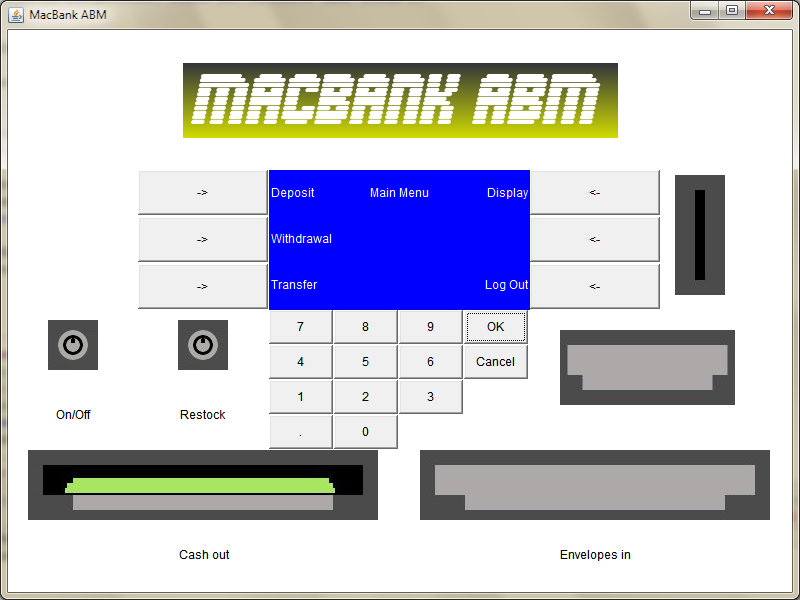 MacBank ABM
MACBANK ABM
-> Deposit Main Menu Display <-
-> Withdrawal <-
-> Transfer Log Out <-
7 8 9 OK
4 5 6 Cancel
1 2 3
. 0
On/Off Restock
Cash out Envelopes in